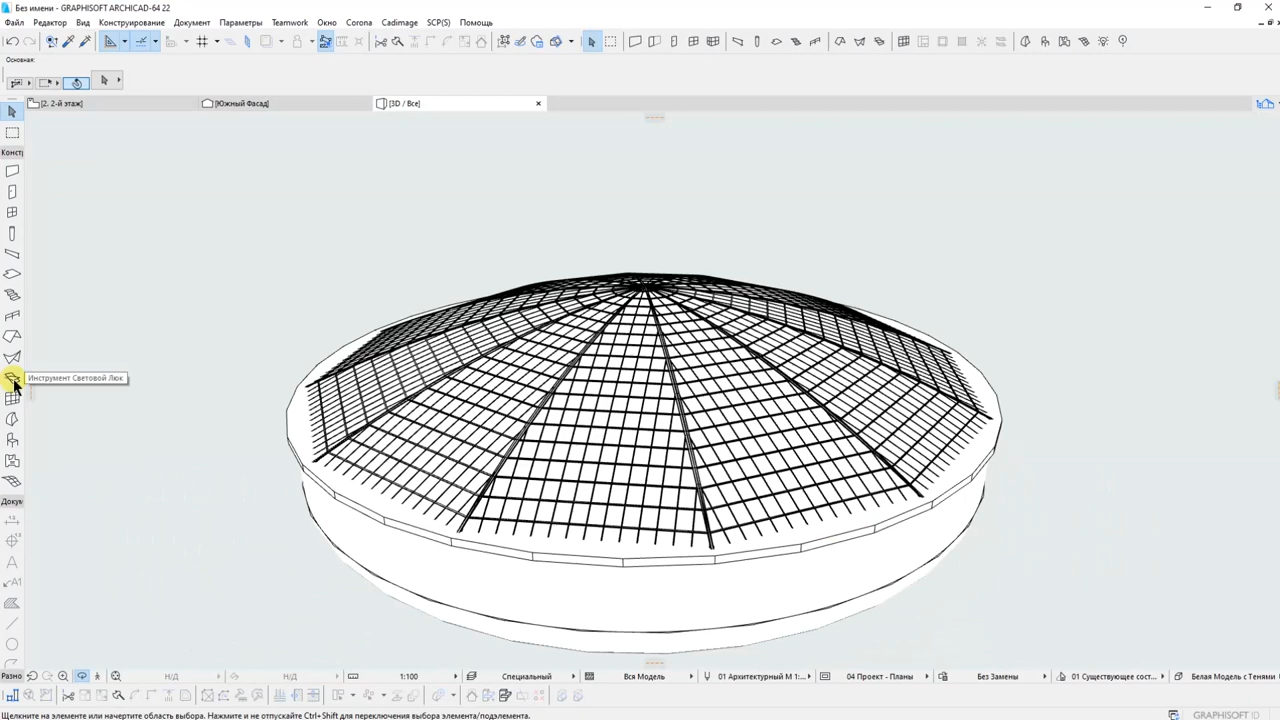 Без имени - GRAPHISOFT ARCHICAD-64 22
Файл Редактор Вид Конструирование Документ Параметры Teamwork Окно Corona Cadimage SCP(S) Помощь
Основная:
[2. 2-й этаж] [Южный Фасад] [3D / Все]
Конст
Инструмент Световой Люк
Докум
A
A1
Разно Н/Д Н/Д 1:100 Специальный Вся Модель 01 Архитектурный М 1:... 04 Проект - Планы Без Замены 01 Существующее сост... Белая Модель с Тенями
Щелкните на элементе или начертите область выбора. Нажмите и не отпускайте Ctrl+Shift для переключения выбора элемента/подэлемента.
GRAPHISOFT ID